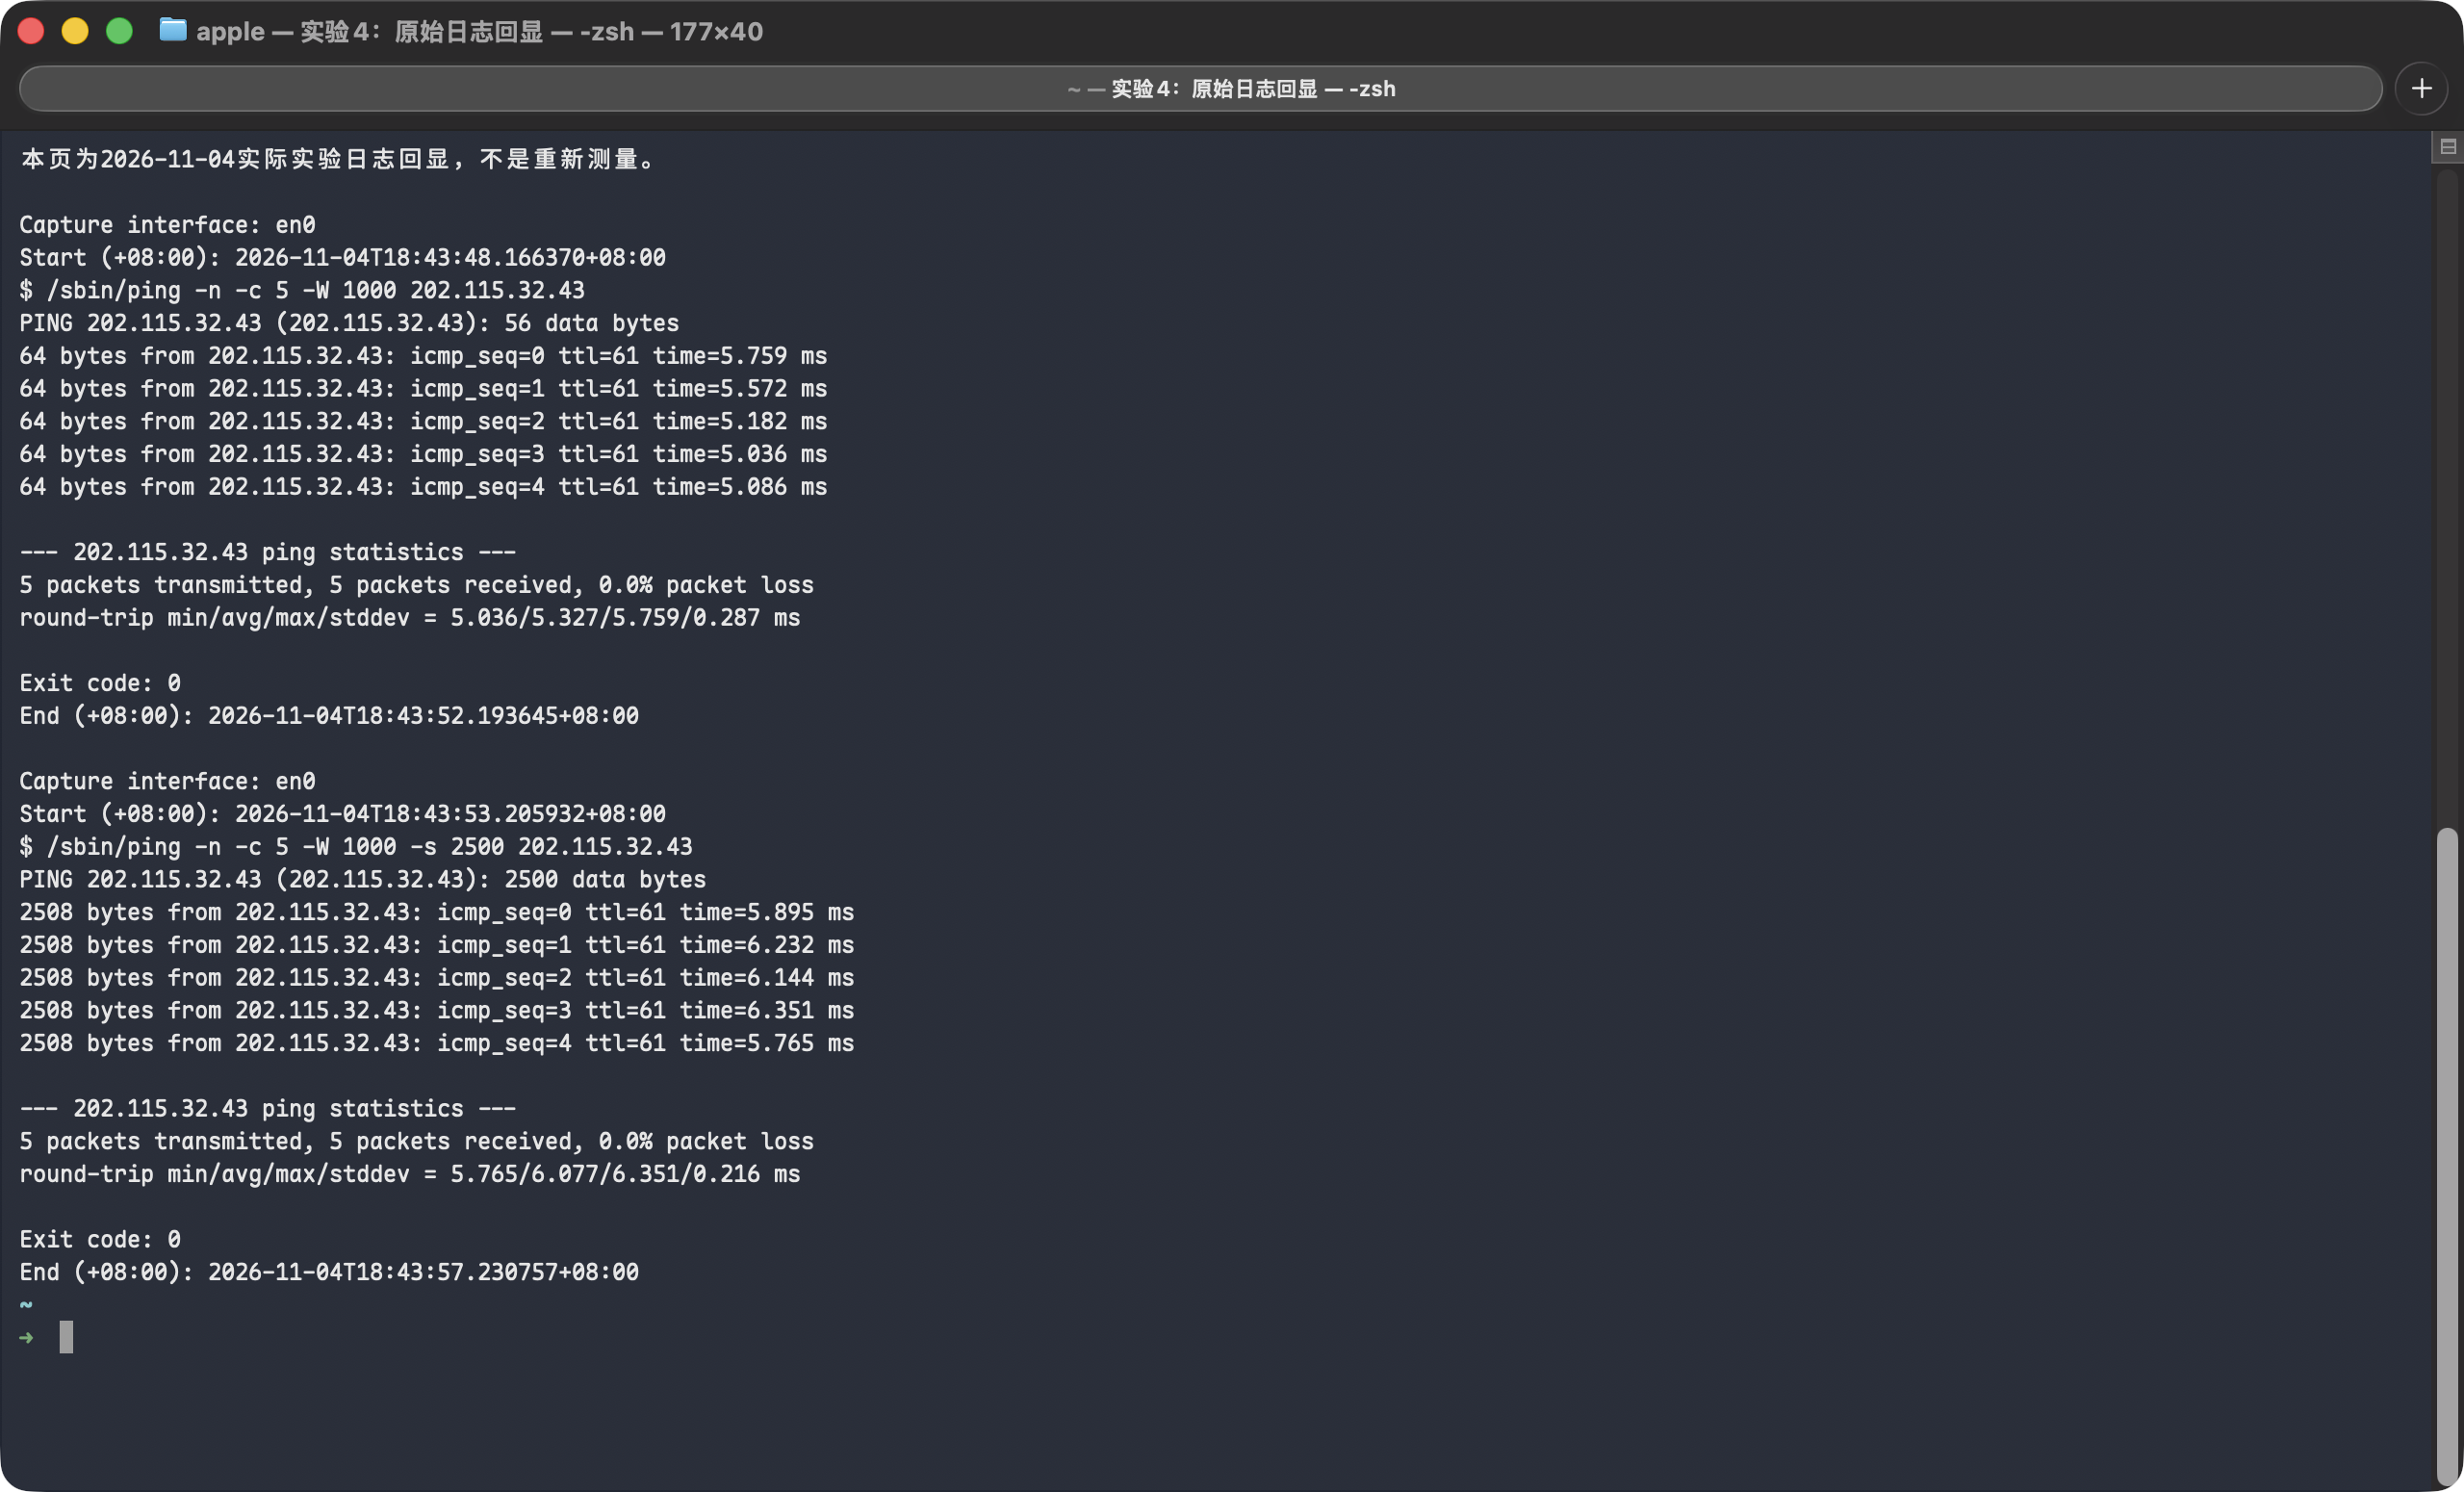 apple — 实验4：原始日志回显 — -zsh — 177×40
~ — 实验4：原始日志回显 — -zsh
本页为2026-11-04实际实验日志回显，不是重新测量。
Capture interface: en0
Start (+08:00): 2026-11-04T18:43:48.166370+08:00
$ /sbin/ping -n -c 5 -W 1000 202.115.32.43
PING 202.115.32.43 (202.115.32.43): 56 data bytes
64 bytes from 202.115.32.43: icmp_seq=0 ttl=61 time=5.759 ms
64 bytes from 202.115.32.43: icmp_seq=1 ttl=61 time=5.572 ms
64 bytes from 202.115.32.43: icmp_seq=2 ttl=61 time=5.182 ms
64 bytes from 202.115.32.43: icmp_seq=3 ttl=61 time=5.036 ms
64 bytes from 202.115.32.43: icmp_seq=4 ttl=61 time=5.086 ms
--- 202.115.32.43 ping statistics ---
5 packets transmitted, 5 packets received, 0.0% packet loss
round-trip min/avg/max/stddev = 5.036/5.327/5.759/0.287 ms
Exit code: 0
End (+08:00): 2026-11-04T18:43:52.193645+08:00
Capture interface: en0
Start (+08:00): 2026-11-04T18:43:53.205932+08:00
$ /sbin/ping -n -c 5 -W 1000 -s 2500 202.115.32.43
PING 202.115.32.43 (202.115.32.43): 2500 data bytes
2508 bytes from 202.115.32.43: icmp_seq=0 ttl=61 time=5.895 ms
2508 bytes from 202.115.32.43: icmp_seq=1 ttl=61 time=6.232 ms
2508 bytes from 202.115.32.43: icmp_seq=2 ttl=61 time=6.144 ms
2508 bytes from 202.115.32.43: icmp_seq=3 ttl=61 time=6.351 ms
2508 bytes from 202.115.32.43: icmp_seq=4 ttl=61 time=5.765 ms
--- 202.115.32.43 ping statistics ---
5 packets transmitted, 5 packets received, 0.0% packet loss
round-trip min/avg/max/stddev = 5.765/6.077/6.351/0.216 ms
Exit code: 0
End (+08:00): 2026-11-04T18:43:57.230757+08:00
~
➜